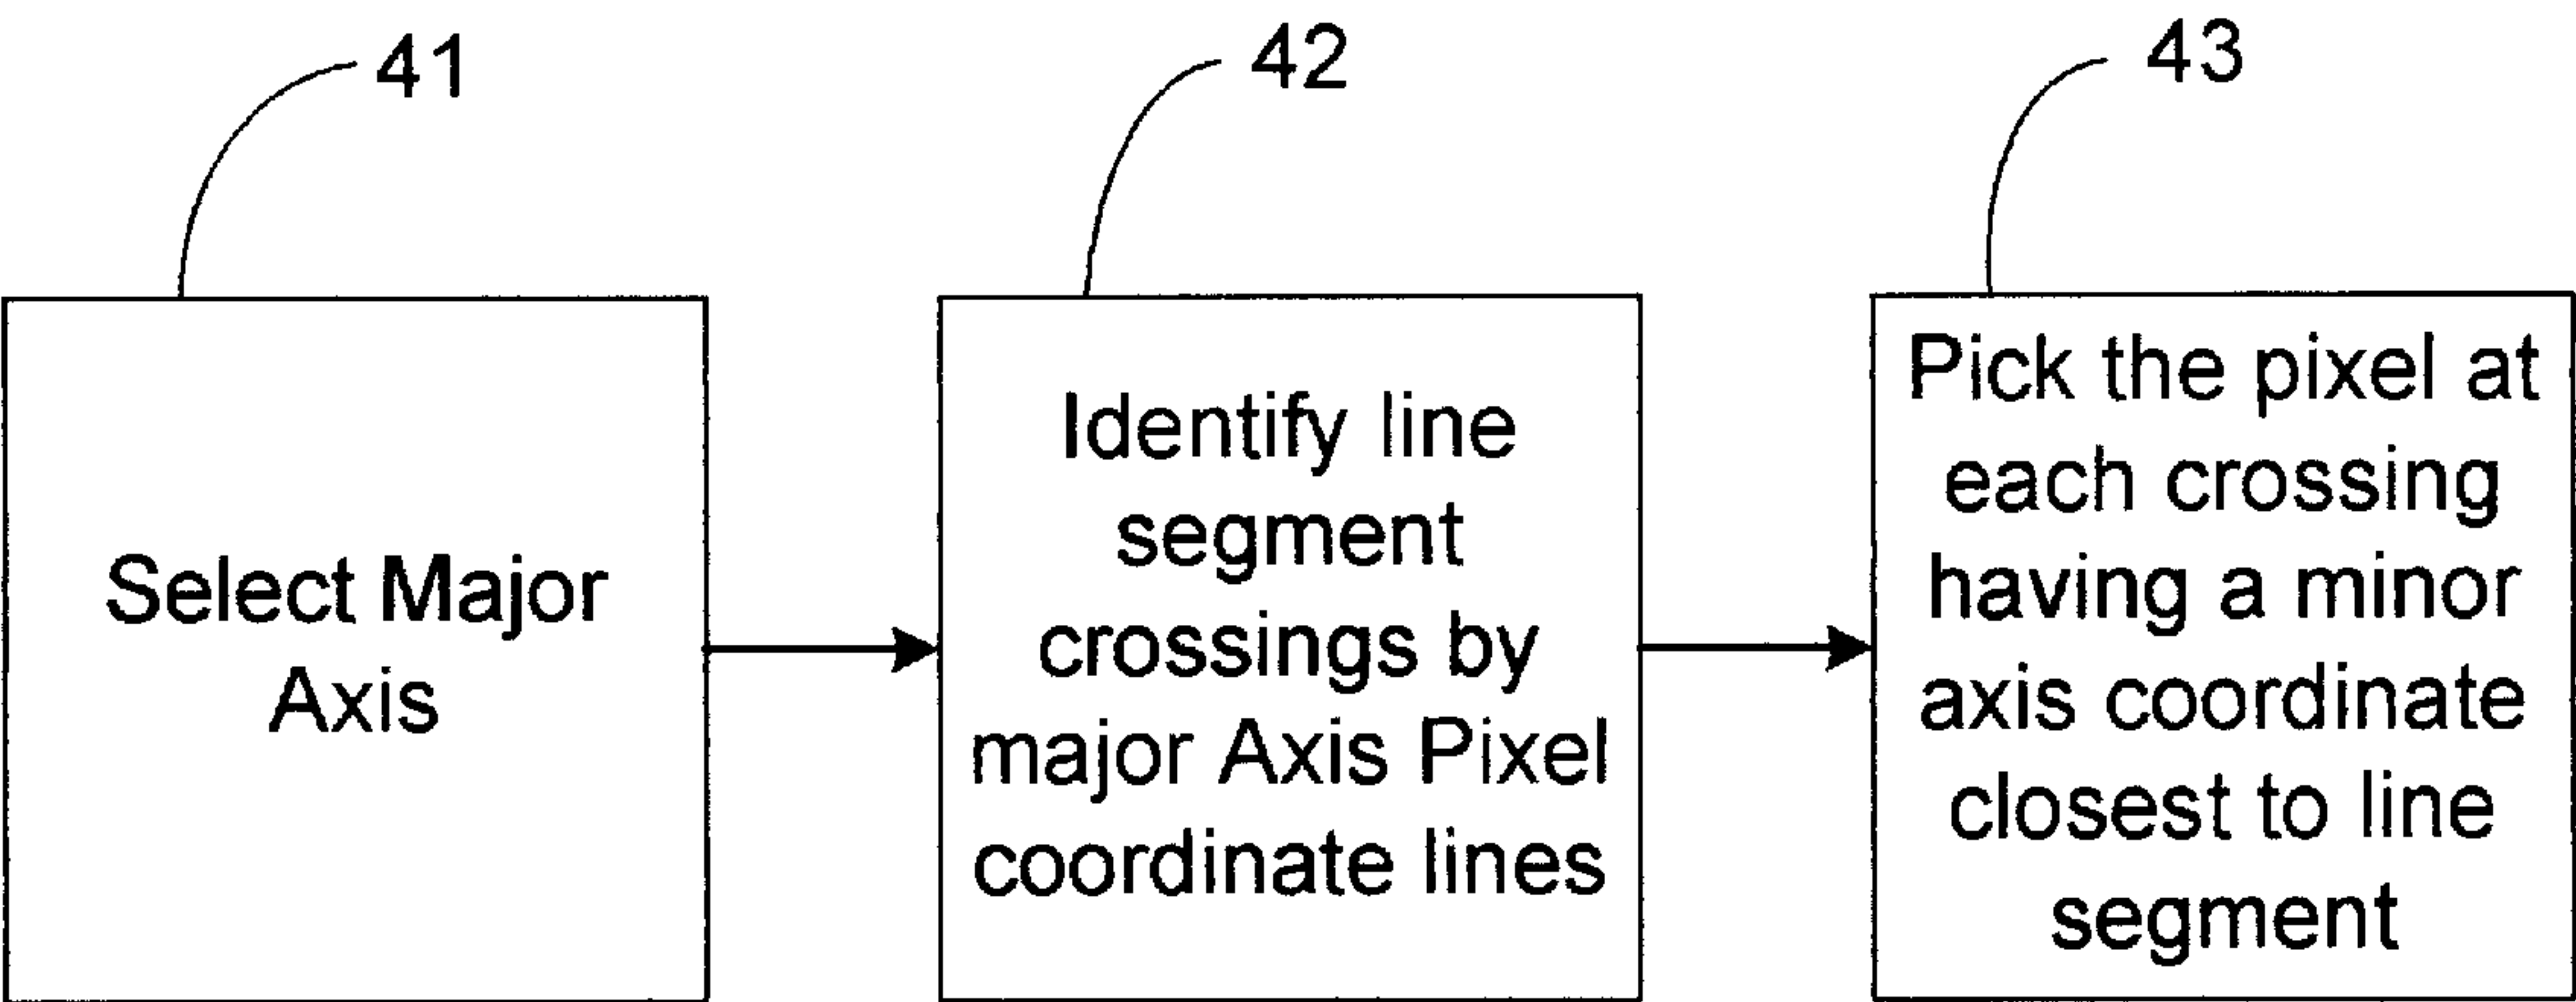 41
42
43
Select Major
Axis
Identify line
segment
crossings by
major Axis Pixel
coordinate lines
Pick the pixel at
each crossing
having a minor
axis coordinate
closest to line
segment